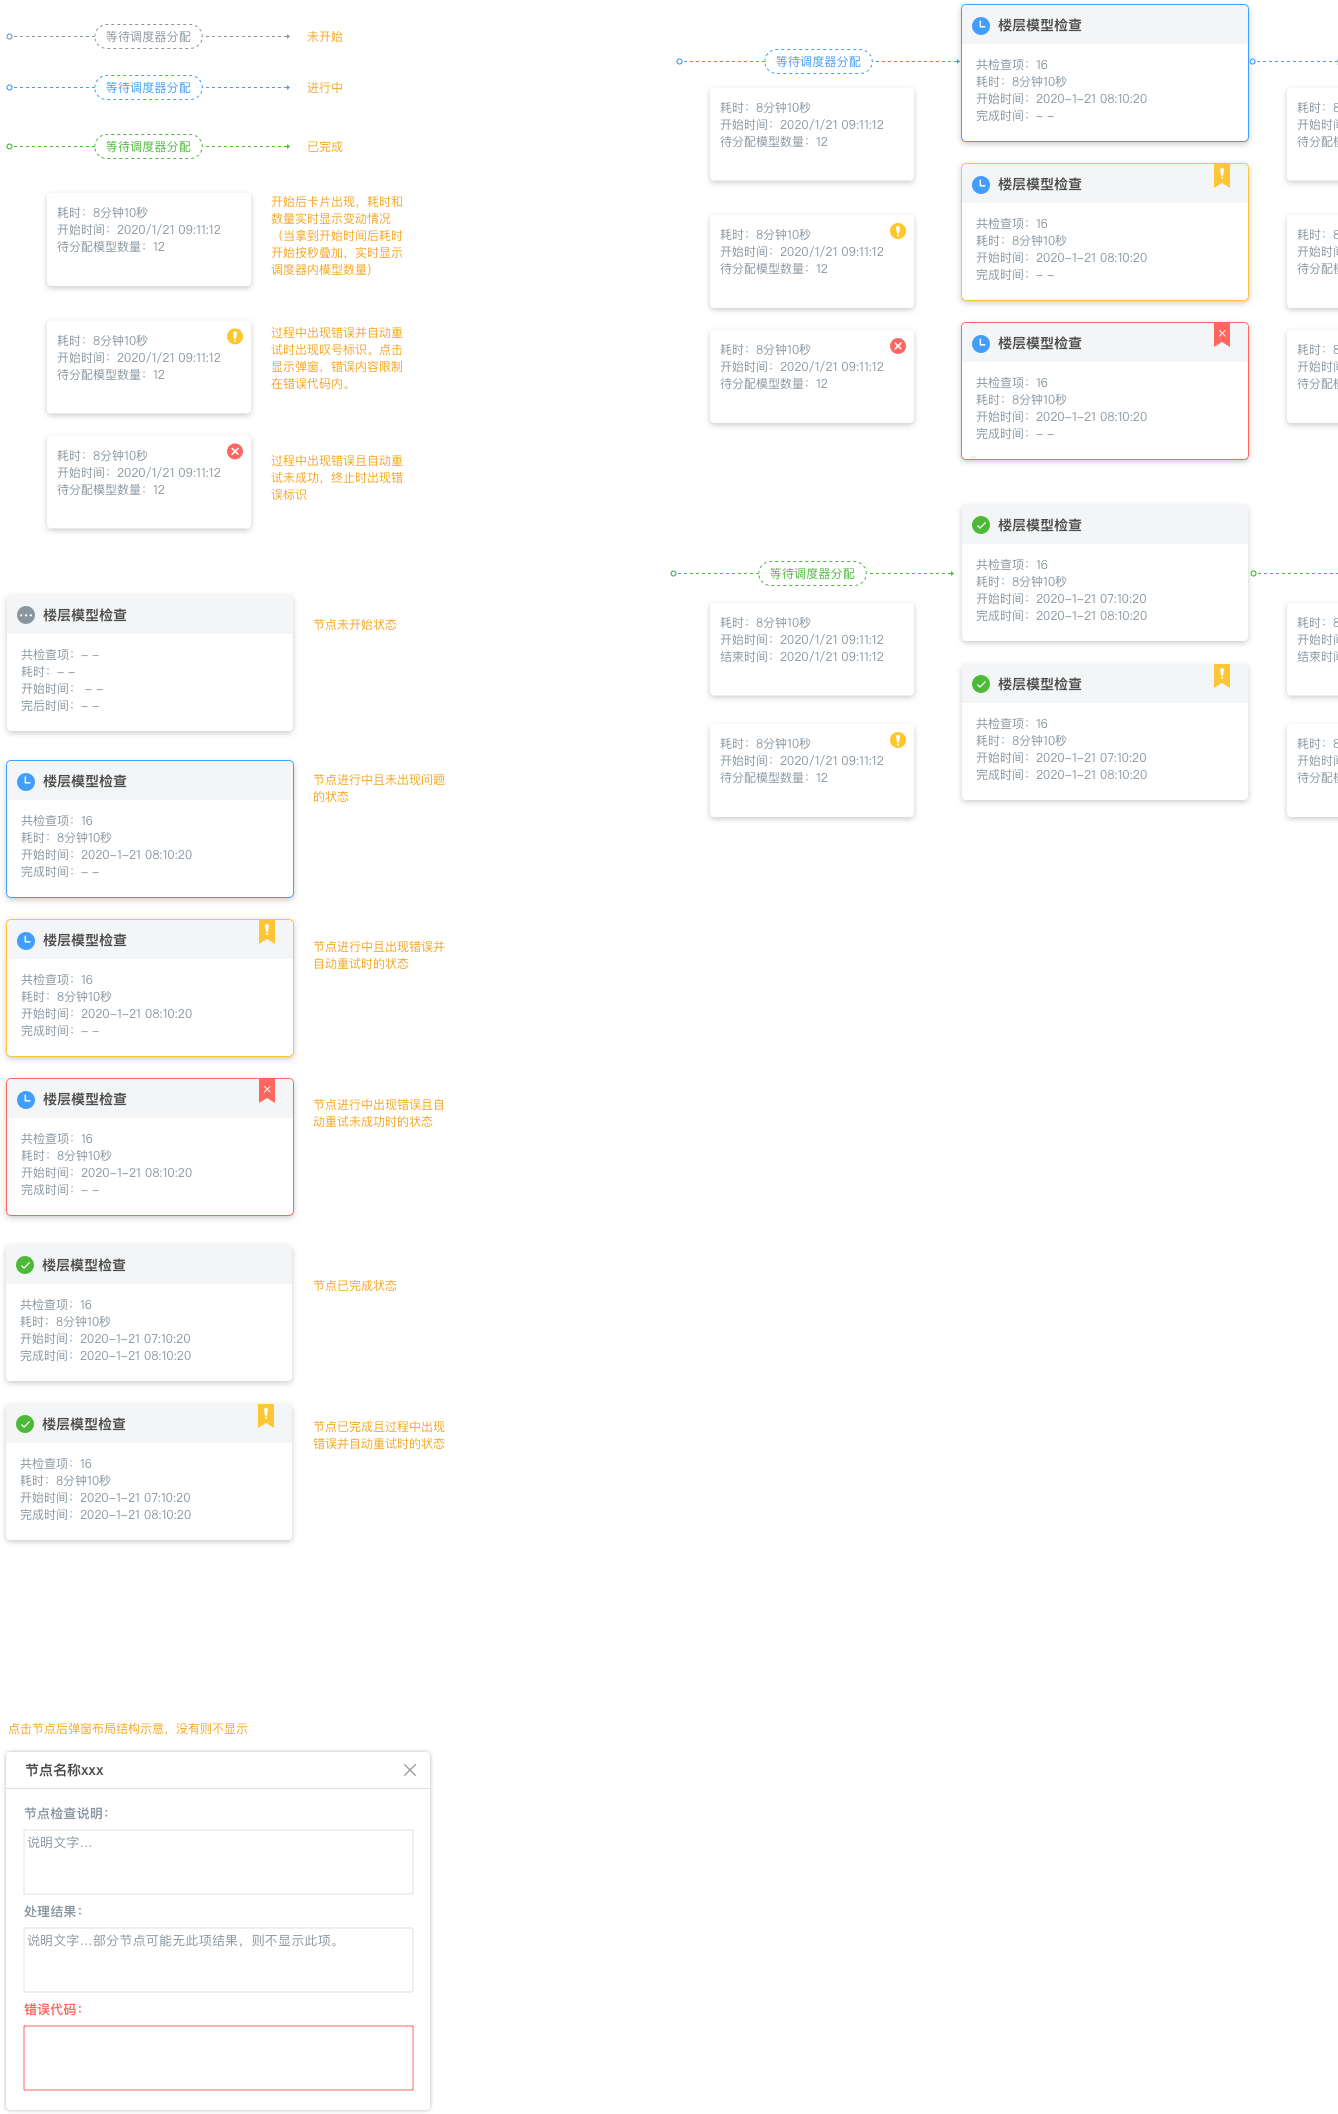 等待调度器分配
未开始
等待调度器分配
进行中
等待调度器分配
已完成
耗时：8分钟10秒
开始时间：2020/1/21 09:11:12
待分配模型数量：12
开始后卡片出现，耗时和
数量实时显示变动情况
（当拿到开始时间后耗时
开始按秒叠加，实时显示
调度器内模型数量）
耗时：8分钟10秒
开始时间：2020/1/21 09:11:12
待分配模型数量：12
过程中出现错误并自动重
试时出现叹号标识。点击
显示弹窗，错误内容限制
在错误代码内。
耗时：8分钟10秒
开始时间：2020/1/21 09:11:12
待分配模型数量：12
过程中出现错误且自动重
试未成功，终止时出现错
误标识
楼层模型检查
共检查项：– –
耗时：– –
开始时间： – –
完后时间：– –
节点未开始状态
楼层模型检查
共检查项：16
耗时：8分钟10秒
开始时间：2020–1–21 08:10:20
完成时间：– –
节点进行中且未出现问题
的状态
楼层模型检查
共检查项：16
耗时：8分钟10秒
开始时间：2020–1–21 08:10:20
完成时间：– –
节点进行中且出现错误并
自动重试时的状态
楼层模型检查
共检查项：16
耗时：8分钟10秒
开始时间：2020–1–21 08:10:20
完成时间：– –
节点进行中出现错误且自
动重试未成功时的状态
楼层模型检查
共检查项：16
耗时：8分钟10秒
开始时间：2020–1–21 07:10:20
完成时间：2020–1–21 08:10:20
节点已完成状态
楼层模型检查
共检查项：16
耗时：8分钟10秒
开始时间：2020–1–21 07:10:20
完成时间：2020–1–21 08:10:20
节点已完成且过程中出现
错误并自动重试时的状态
点击节点后弹窗布局结构示意，没有则不显示
节点名称xxx
节点检查说明：
说明文字...
处理结果：
说明文字...部分节点可能无此项结果，则不显示此项。
错误代码：
等待调度器分配
耗时：8分钟10秒
开始时间：2020/1/21 09:11:12
待分配模型数量：12
耗时：8分钟10秒
开始时间：2020/1/21 09:11:12
待分配模型数量：12
耗时：8分钟10秒
开始时间：2020/1/21 09:11:12
待分配模型数量：12
楼层模型检查
共检查项：16
耗时：8分钟10秒
开始时间：2020–1–21 08:10:20
完成时间：– –
楼层模型检查
共检查项：16
耗时：8分钟10秒
开始时间：2020–1–21 08:10:20
完成时间：– –
楼层模型检查
共检查项：16
耗时：8分钟10秒
开始时间：2020–1–21 08:10:20
完成时间：– –
耗时：8
开始时
待分配
耗时：8
开始时
待分配
耗时：8
开始时
待分配
等待调度器分配
耗时：8分钟10秒
开始时间：2020/1/21 09:11:12
结束时间：2020/1/21 09:11:12
耗时：8分钟10秒
开始时间：2020/1/21 09:11:12
待分配模型数量：12
楼层模型检查
共检查项：16
耗时：8分钟10秒
开始时间：2020–1–21 07:10:20
完成时间：2020–1–21 08:10:20
楼层模型检查
共检查项：16
耗时：8分钟10秒
开始时间：2020–1–21 07:10:20
完成时间：2020–1–21 08:10:20
耗时：8
开始时
结束时
耗时：8
开始时
待分配